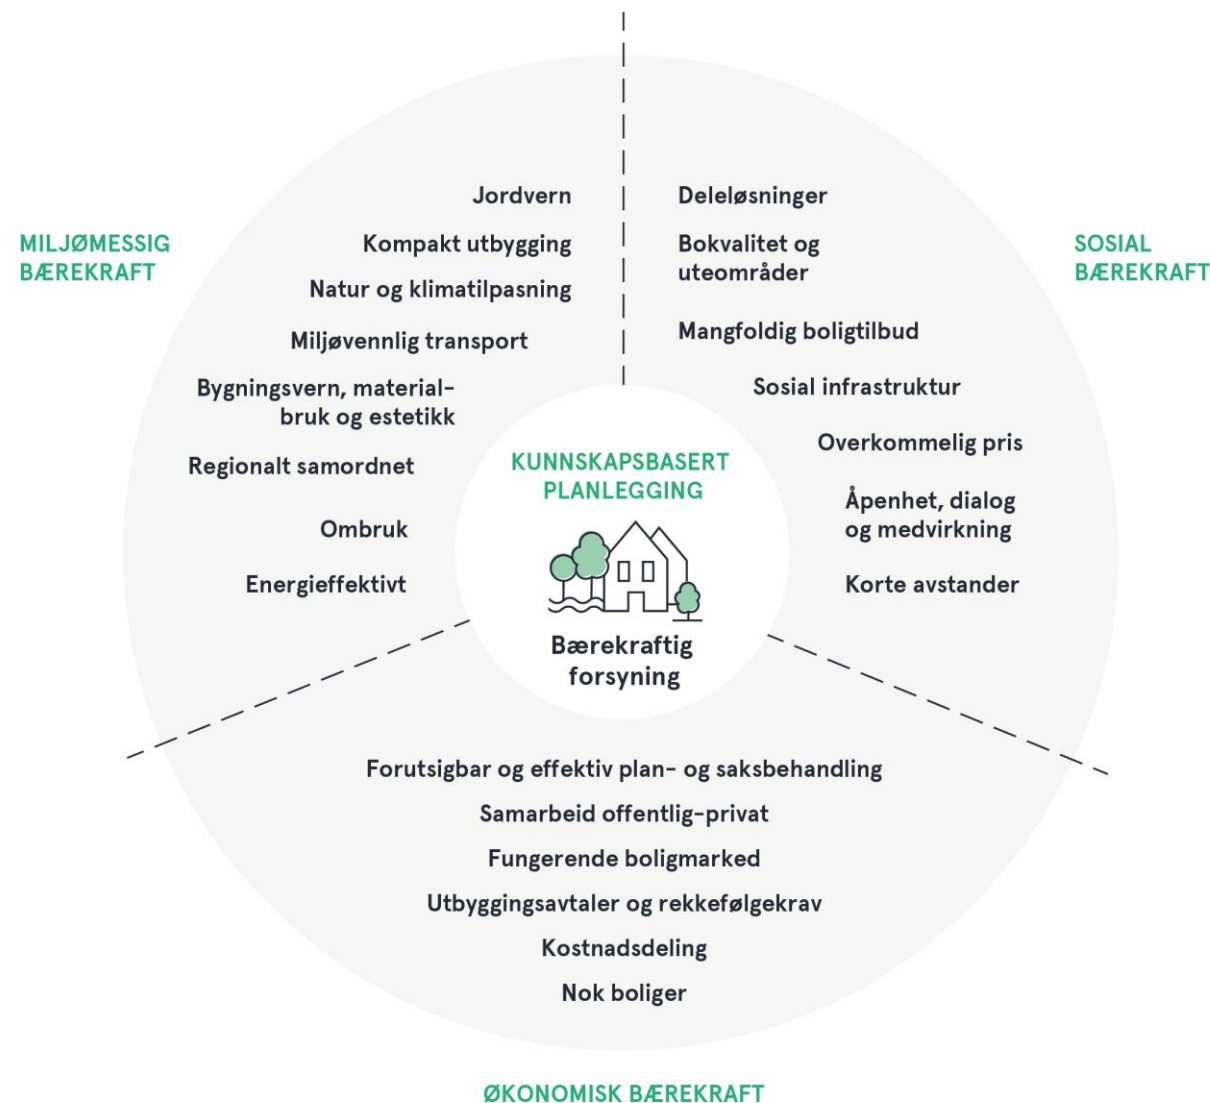 MILJØMESSIG
BÆREKRAFT
Jordvern
Kompakt utbygging
Natur og klimatilpasning
Miljøvennlig transport
Bygningsvern, material-
bruk og estetikk
Regionalt samordnet
Ombruk
Energieffektivt
SOSIAL
BÆREKRAFT
Deleløsninger
Bokvalitet og
uteområder
Mangfoldig boligtilbud
Sosial infrastruktur
Overkommelig pris
Åpenhet, dialog
og medvirkning
Korte avstander
KUNNSKAPSBASERT
PLANLEGGING
Bærekraftig
forsyning
Forutsigbar og effektiv plan- og saksbehandling
Samarbeid offentlig-privat
Fungerende boligmarked
Utbyggingsavtaler og rekkefølgekrav
Kostnadsdeling
Nok boliger
ØKONOMISK BÆREKRAFT